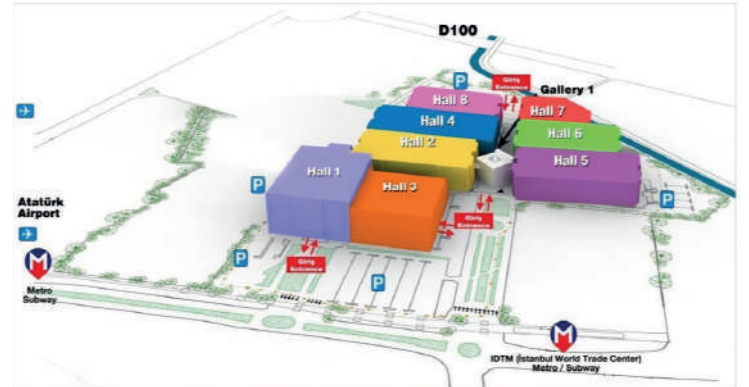 D100
P
Giriş
Entrance
Gallery 1
Hall 8
Hall 7
Hall 4
Hall 6
Hall 2
Hall 5
Hall 1
Hall 3
P
P
Giriş
Entrance
Atatürk
Airport
P
Giriş
Entrance
P
M
Metro
Subway
M
IDTM (İstanbul World Trade Center)
Metro / Subway